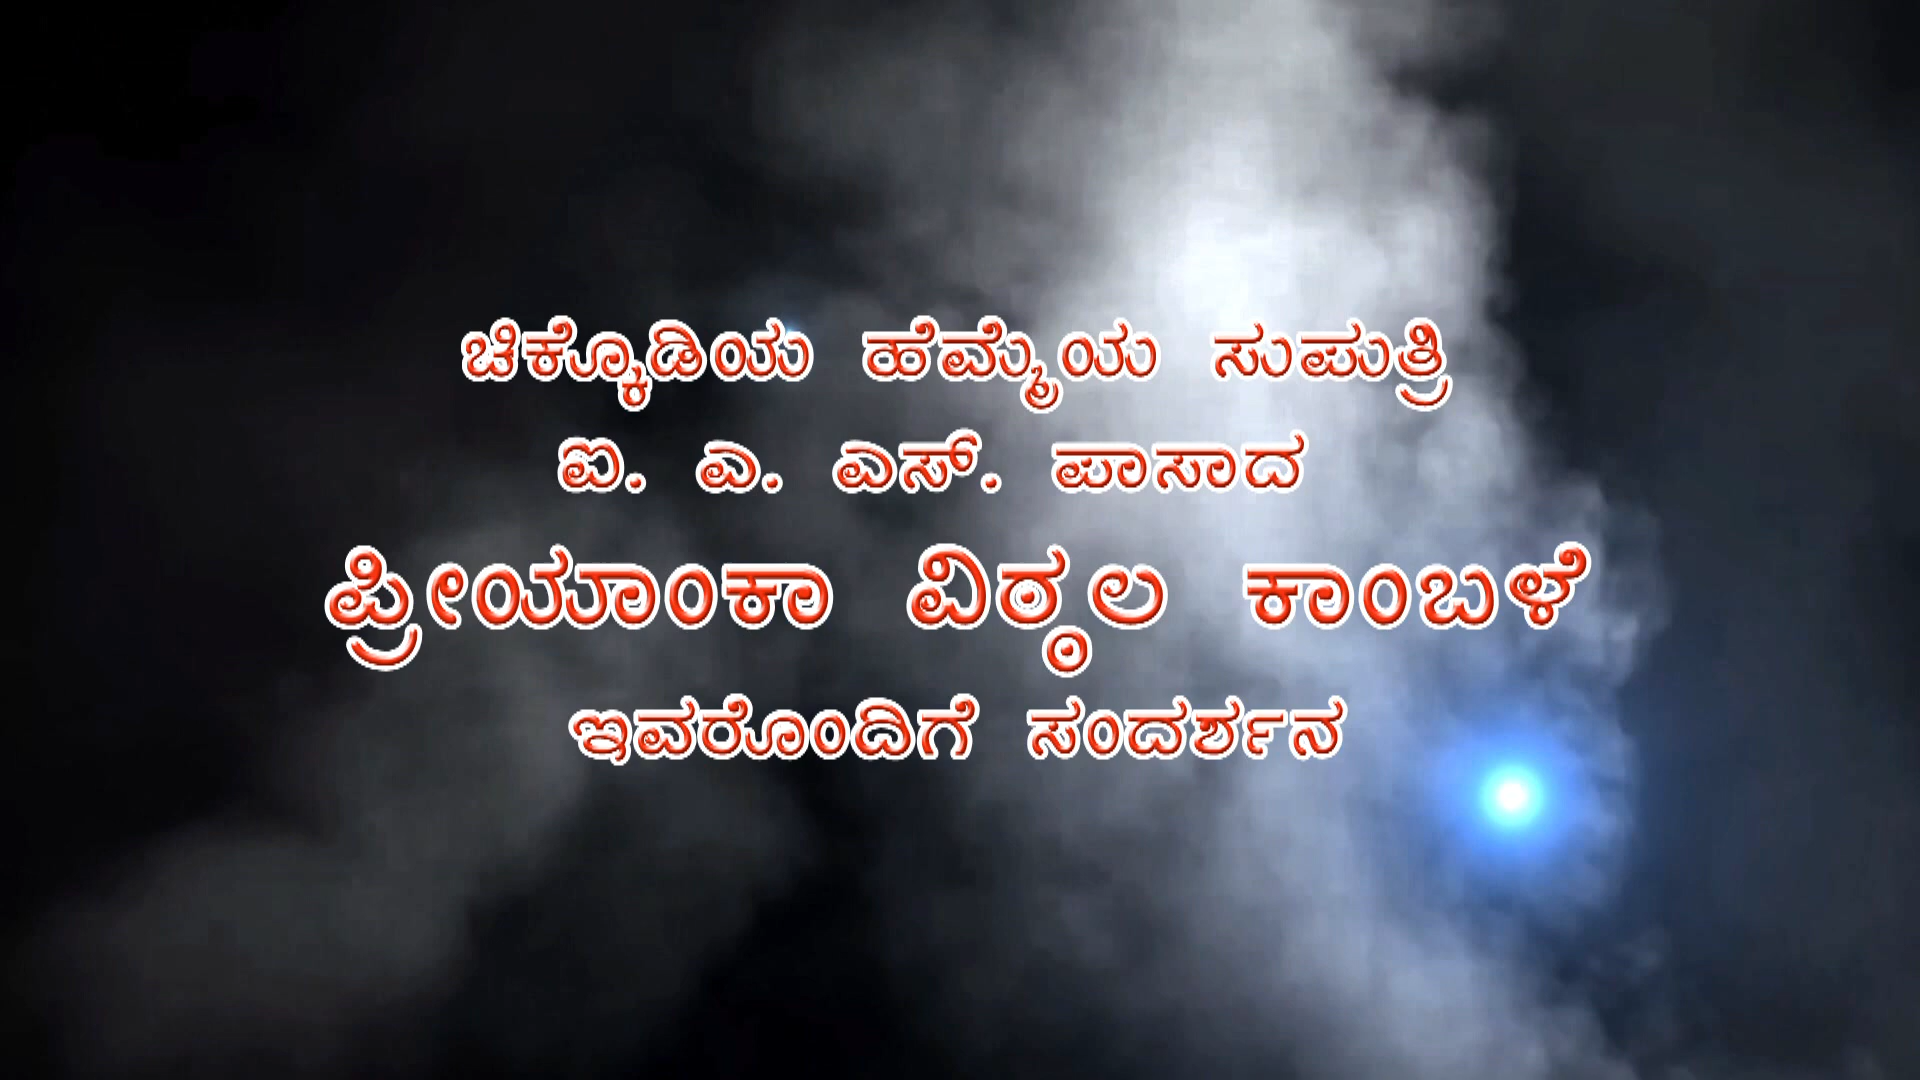 ಚಿಕ್ಕೊಡಿಯ ಹೆಮ್ಮೆಯ ಸುಪುತ್ರಿ
ಐ. ಏ. ಎಸ್. ಪಾಸಾದ
ಪ್ರೀಯಾಂಕಾ ವಿಠ್ಠಲ ಕಾಂಬಳೆ
ಇವರೊಂದಿಗೆ ಸಂದರ್ಶನ